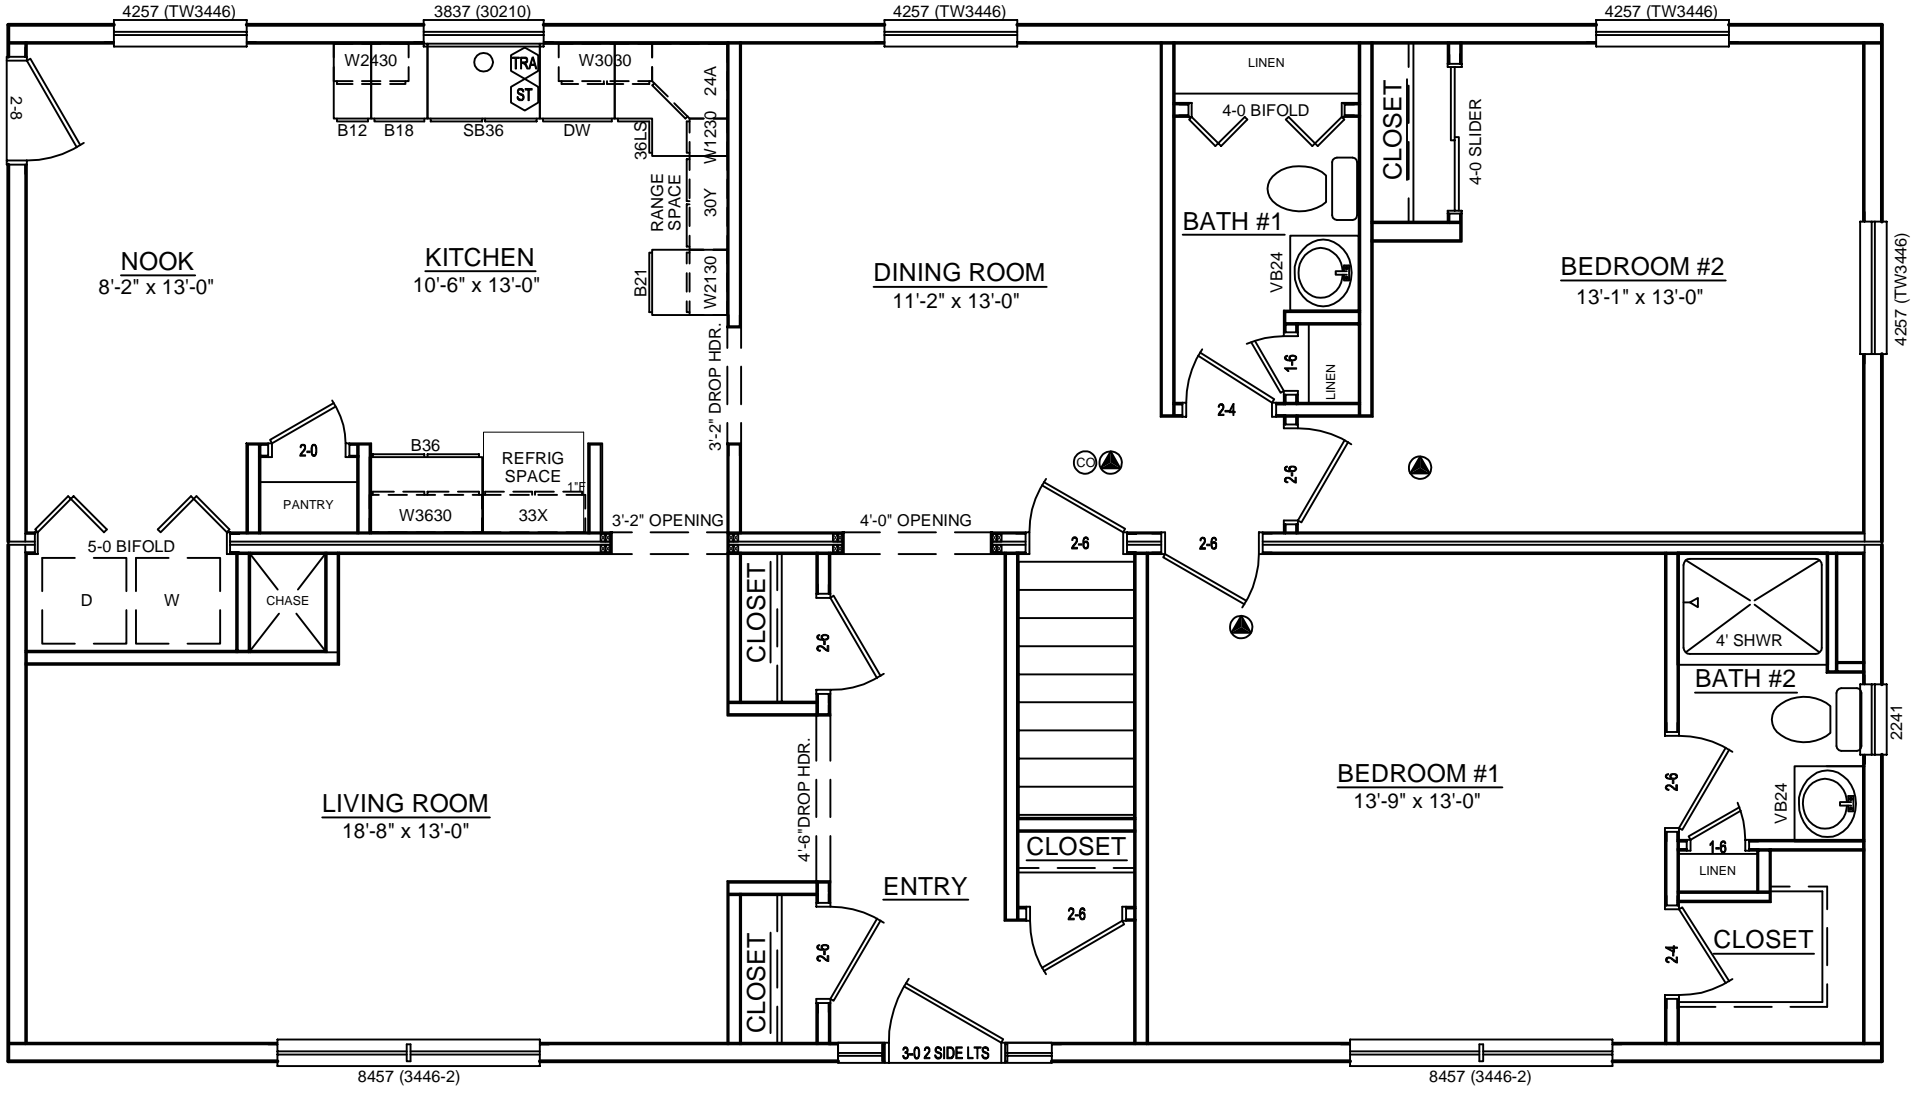 4257 (TW3446)
3837 (30210)
4257 (TW3446)
4257 (TW3446)
2-8
W2430
TRA
ST
W3030
24A
B12
B18
SB36
DW
36LS
W1230
RANGE
SPACE
30Y
B21
W2130
NOOK
8'-2" x 13'-0"
KITCHEN
10'-6" x 13'-0"
DINING ROOM
11'-2" x 13'-0"
LINEN
4-0 BIFOLD
BATH #1
VB24
1-6
LINEN
2-4
CLOSET
4-0 SLIDER
BEDROOM #2
13'-1" x 13'-0"
4257 (TW3446)
3'-2" DROP HDR.
2-0
PANTRY
B36
W3630
REFRIG
SPACE
1"F
33X
CO
2-6
3'-2" OPENING
4'-0" OPENING
2-6
2-6
5-0 BIFOLD
D
W
CHASE
CLOSET
2-6
4' SHWR
BATH #2
2241
VB24
2-6
1-6
LINEN
LIVING ROOM
18'-8" x 13'-0"
4'-6"DROP HDR.
BEDROOM #1
13'-9" x 13'-0"
CLOSET
2-6
ENTRY
CLOSET
2-6
2-4
CLOSET
3-0 2 SIDE LTS
8457 (3446-2)
8457 (3446-2)